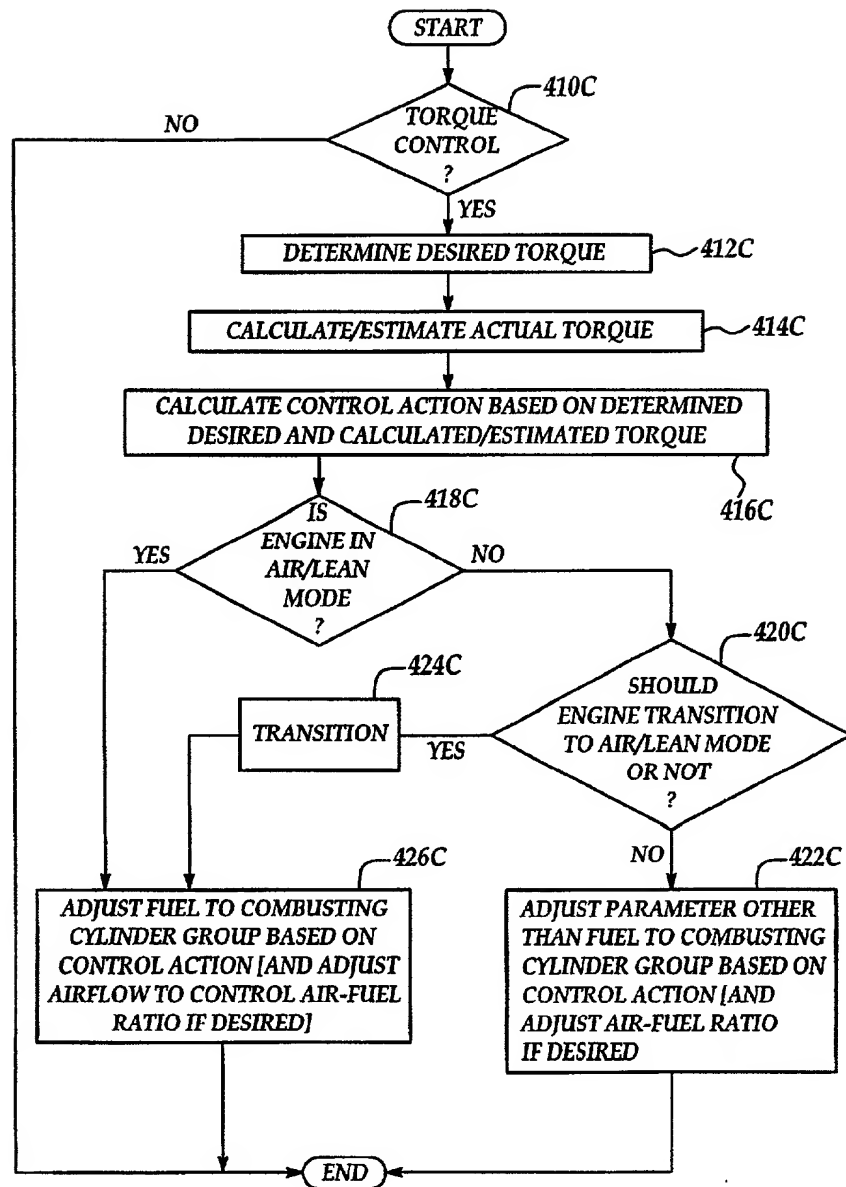 START
410C
TORQUE
CONTROL
?
NO
YES
DETERMINE DESIRED TORQUE
412C
CALCULATE/ESTIMATE ACTUAL TORQUE
414C
CALCULATE CONTROL ACTION BASED ON DETERMINED
DESIRED AND CALCULATED/ESTIMATED TORQUE
416C
418C
IS
ENGINE IN
AIR/LEAN
MODE
?
YES
NO
420C
SHOULD
ENGINE TRANSITION
TO AIR/LEAN MODE
OR NOT
?
424C
TRANSITION
YES
NO
426C
ADJUST FUEL TO COMBUSTING
CYLINDER GROUP BASED ON
CONTROL ACTION [AND ADJUST
AIRFLOW TO CONTROL AIR-FUEL
RATIO IF DESIRED]
422C
ADJUST PARAMETER OTHER
THAN FUEL TO COMBUSTING
CYLINDER GROUP BASED ON
CONTROL ACTION [AND
ADJUST AIR-FUEL RATIO
IF DESIRED
END